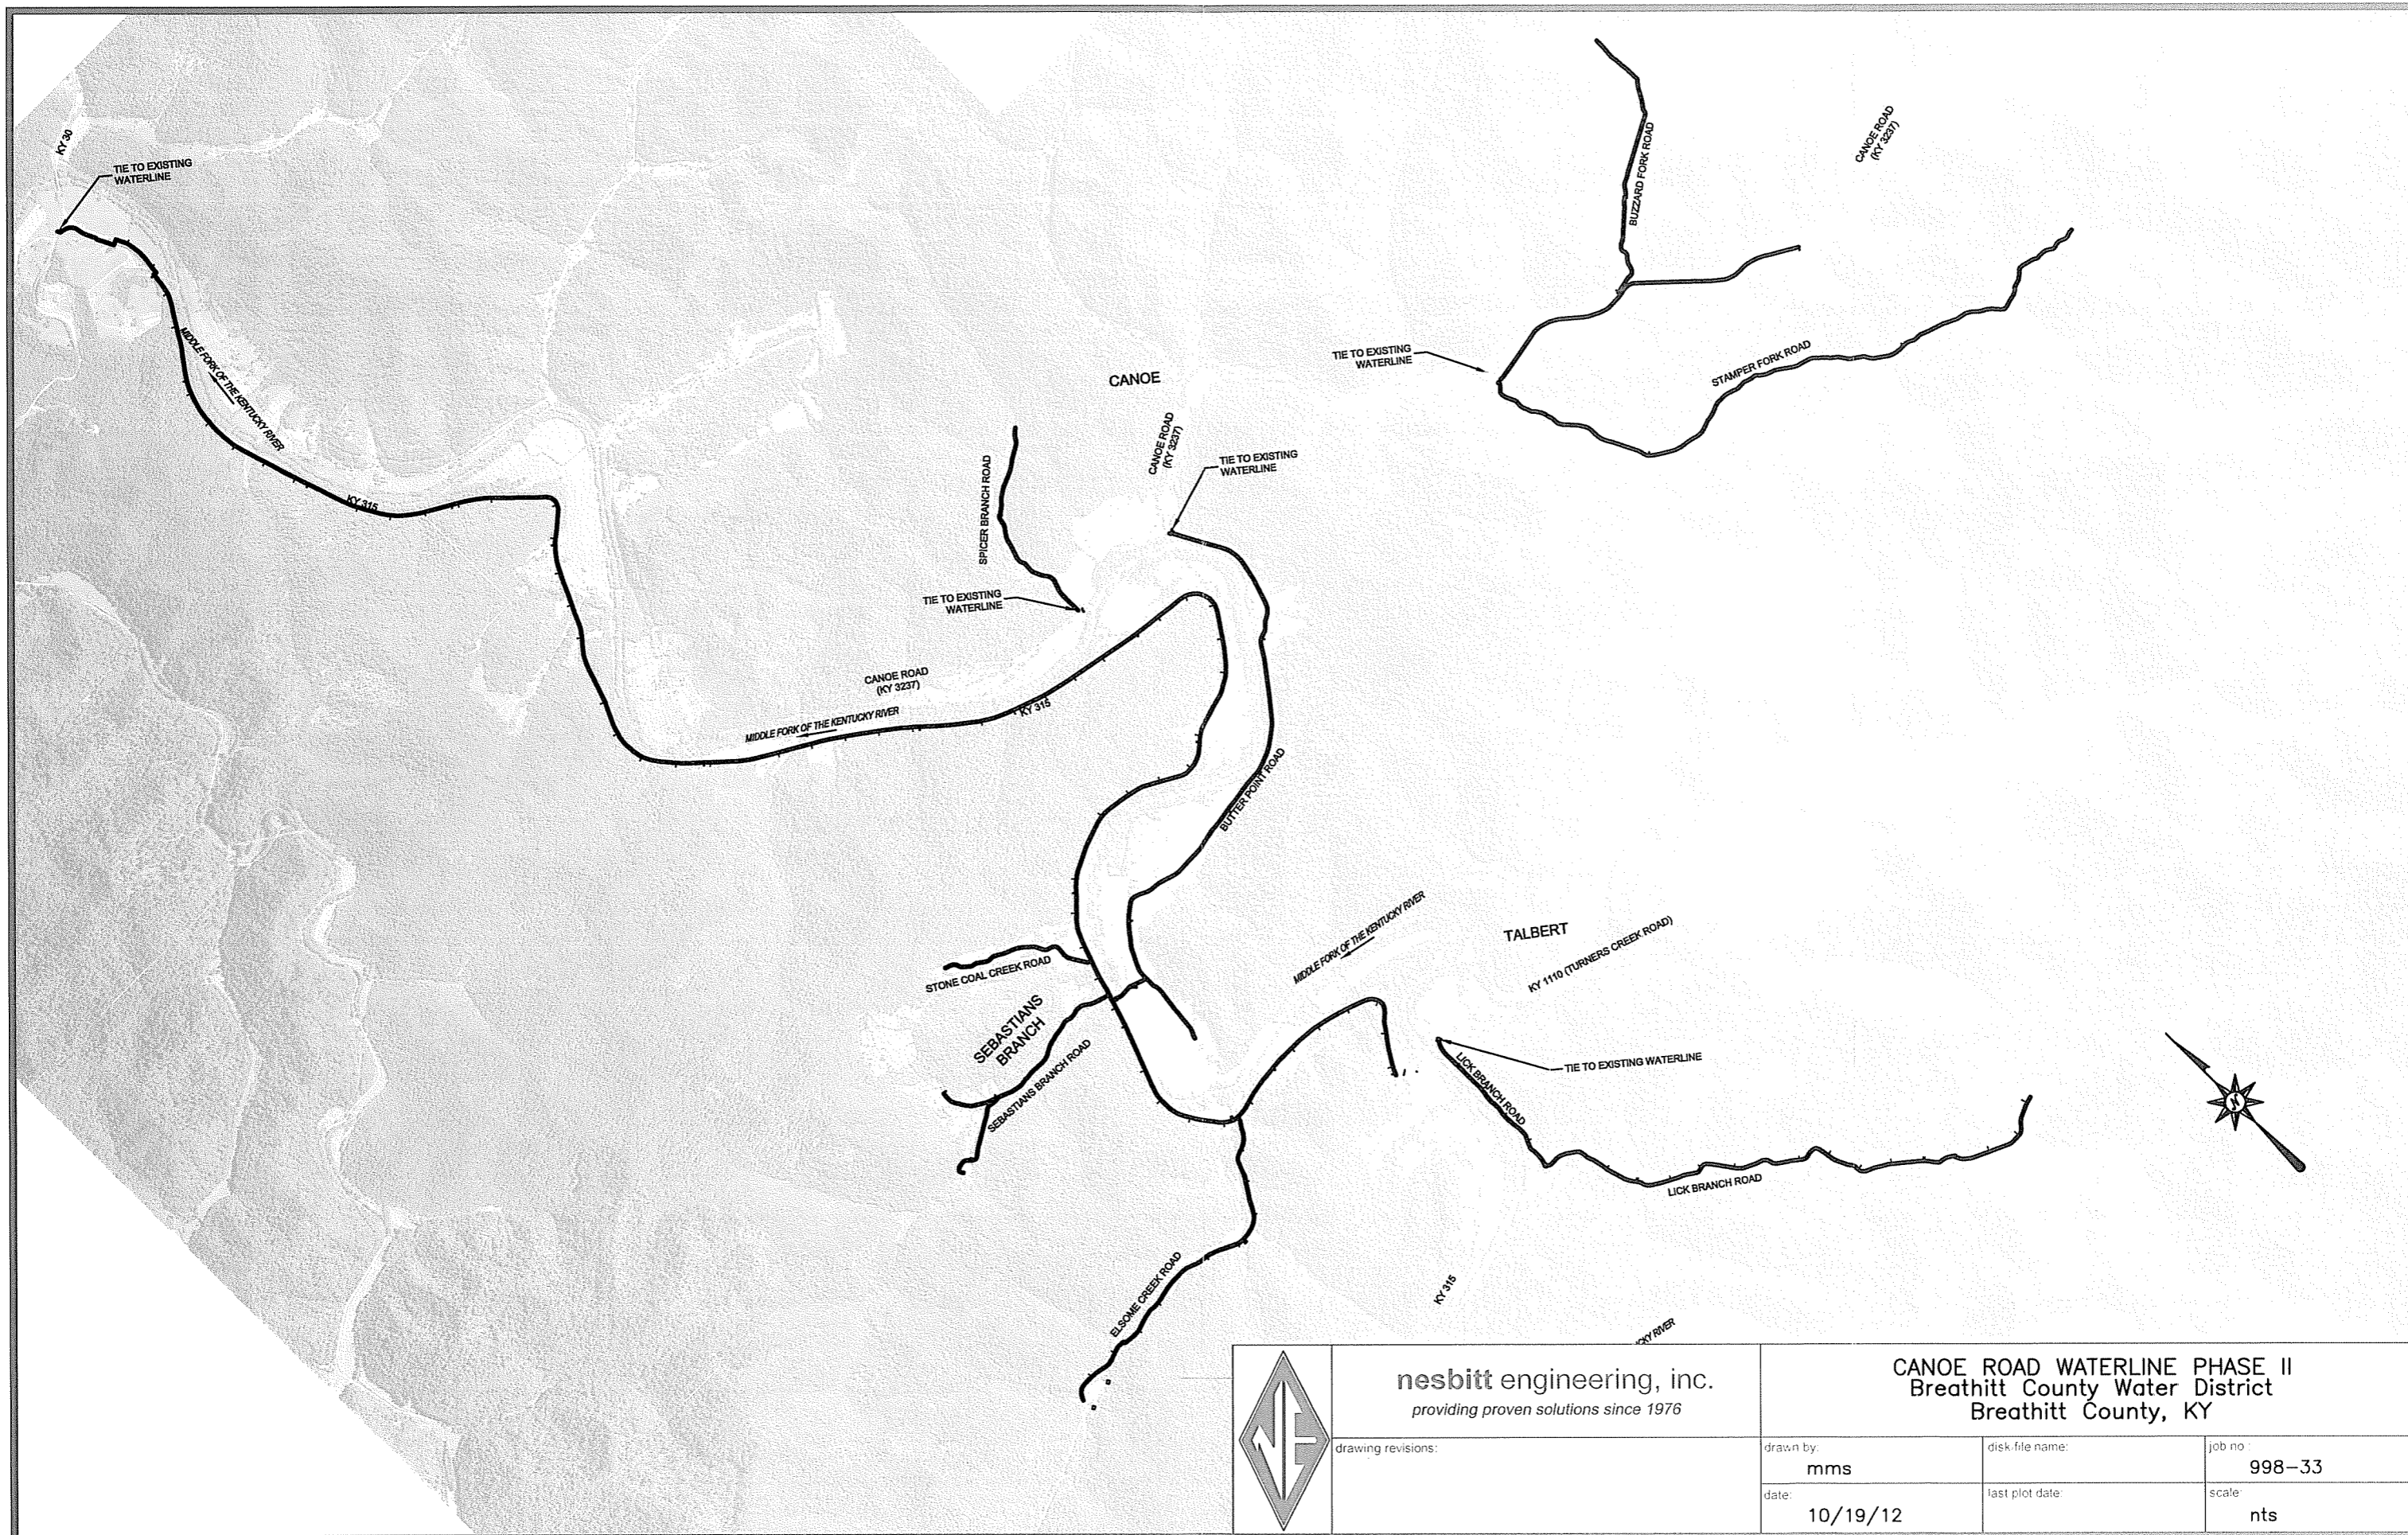 KY 30
TIE TO EXISTING
WATERLINE
MIDDLE FORK OF THE KENTUCKY RIVER
KY 315
BUZZARD FORK ROAD
CANOE ROAD
(KY 3237)
TIE TO EXISTING
WATERLINE
STAMPER FORK ROAD
CANOE
CANOE ROAD
(KY 3237)
TIE TO EXISTING
WATERLINE
SPICER BRANCH ROAD
TIE TO EXISTING
WATERLINE
CANOE ROAD
(KY 3237)
MIDDLE FORK OF THE KENTUCKY RIVER
KY 315
BUTTER POINT ROAD
STONE COAL CREEK ROAD
SEBASTIANS
BRANCH
SEBASTIANS BRANCH ROAD
MIDDLE FORK OF THE KENTUCKY RIVER
TALBERT
KY 1110 (TURNERS CREEK ROAD)
TIE TO EXISTING WATERLINE
LICK BRANCH ROAD
LICK BRANCH ROAD
N
ELSOME CREEK ROAD
KY 315
RIVER
NE
nesbitt engineering, inc.
providing proven solutions since 1976
drawing revisions:
CANOE ROAD WATERLINE PHASE II
Breathitt County Water District
Breathitt County, KY
drawn by:
mms
disk-file name:
job no :
998-33
date:
10/19/12
last plot date:
scale:
nts